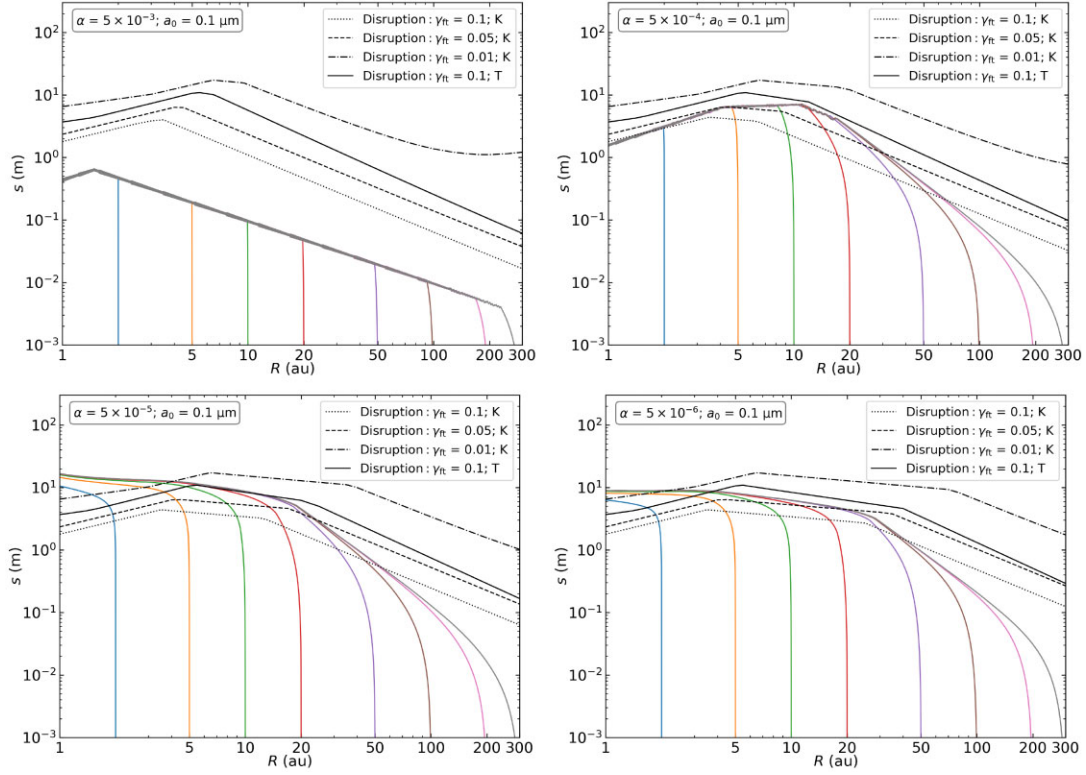 α = 5 × 10⁻³; a₀ = 0.1 μm
Disruption : γft = 0.1; K
Disruption : γft = 0.05; K
Disruption : γft = 0.01; K
Disruption : γft = 0.1; T
10²
10¹
10⁰
10⁻¹
10⁻²
10⁻³
s (m)
1 5 10 20 50 100 200 300
R (au)
α = 5 × 10⁻⁴; a₀ = 0.1 μm
Disruption : γft = 0.1; K
Disruption : γft = 0.05; K
Disruption : γft = 0.01; K
Disruption : γft = 0.1; T
10²
10¹
10⁰
10⁻¹
10⁻²
10⁻³
s (m)
1 5 10 20 50 100 200 300
R (au)
α = 5 × 10⁻⁵; a₀ = 0.1 μm
Disruption : γft = 0.1; K
Disruption : γft = 0.05; K
Disruption : γft = 0.01; K
Disruption : γft = 0.1; T
10²
10¹
10⁰
10⁻¹
10⁻²
10⁻³
s (m)
1 5 10 20 50 100 200 300
R (au)
α = 5 × 10⁻⁶; a₀ = 0.1 μm
Disruption : γft = 0.1; K
Disruption : γft = 0.05; K
Disruption : γft = 0.01; K
Disruption : γft = 0.1; T
10²
10¹
10⁰
10⁻¹
10⁻²
10⁻³
s (m)
1 5 10 20 50 100 200 300
R (au)